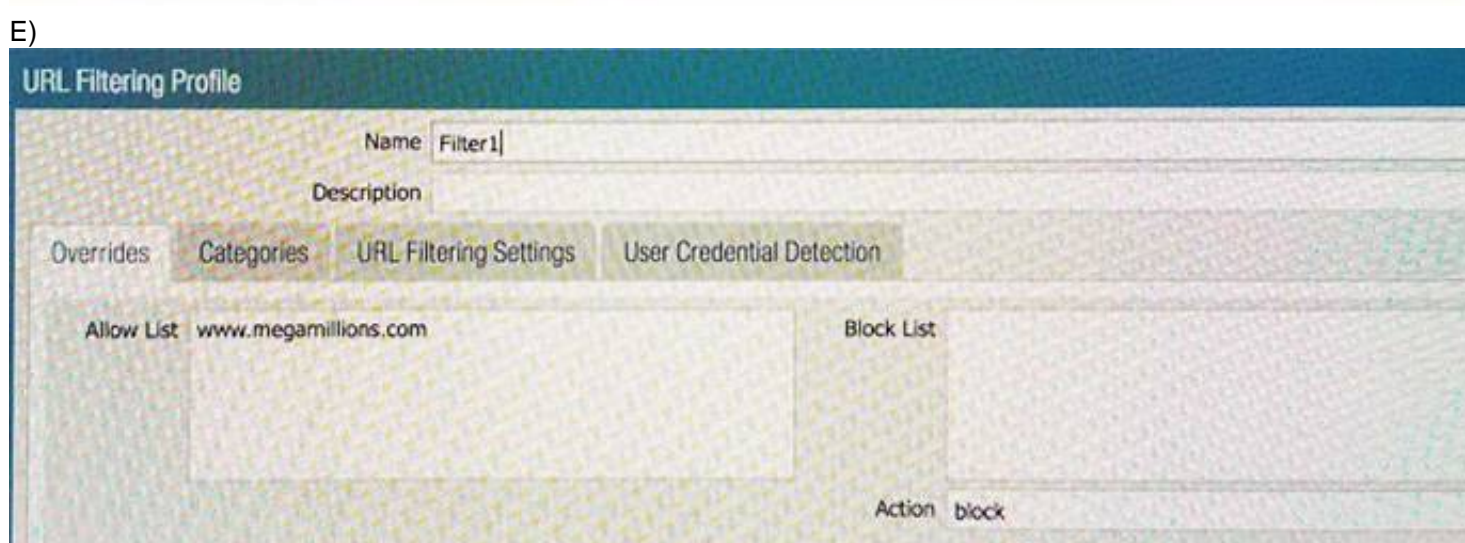 E)
URL Filtering Profile
Name Filter1
Description
Overrides Categories URL Filtering Settings User Credential Detection
Allow List www.megamillions.com Block List
Action block